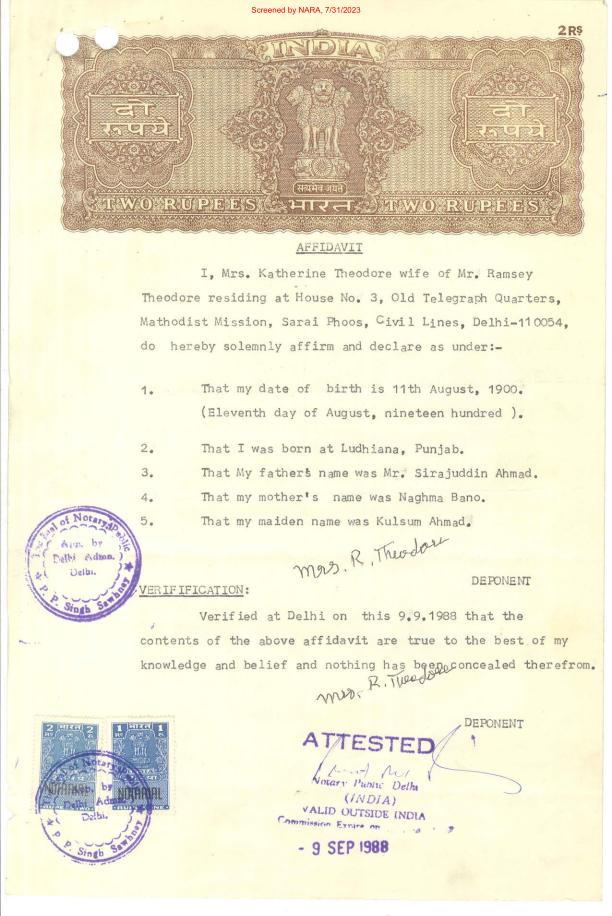 Screened by NARA, 7/31/2023
2RS
INDIA
दो रूपये
दो रूपये
सत्यमेव जयते
TWO RUPEES भारत TWO RUPEES
AFFIDAVIT
I, Mrs. Katherine Theodore wife of Mr. Ramsey
Theodore residing at House No. 3, Old Telegraph Quarters,
Mathodist Mission, Sarai Phoos, Civil Lines, Delhi-110054,
do hereby solemnly affirm and declare as under:-
1. That my date of birth is 11th August, 1900.
(Eleventh day of August, nineteen hundred ).
2. That I was born at Ludhiana, Punjab.
3. That My father's name was Mr. Sirajuddin Ahmad.
4. That my mother's name was Naghma Bano.
5. That my maiden name was Kulsum Ahmad.
The Seal of Notary Public
App. by
Delhi Admn.
Delhi.
P. P. Singh Sawhney
Mrs. R. Theodore
DEPONENT
VERIFIFICATION:
Verified at Delhi on this 9.9.1988 that the
contents of the above affidavit are true to the best of my
knowledge and belief and nothing has been concealed therefrom.
Mrs. R. Theodore
DEPONENT
2 भारत 2
1 भारत 1
NOTARIAL
NOTARIAL
The Seal of Notary Public
App. by
Delhi Admn.
Delhi.
P. P. Singh Sawhney
ATTESTED
Notary Public Delhi
(INDIA)
VALID OUTSIDE INDIA
Commission Expires on
- 9 SEP 1988